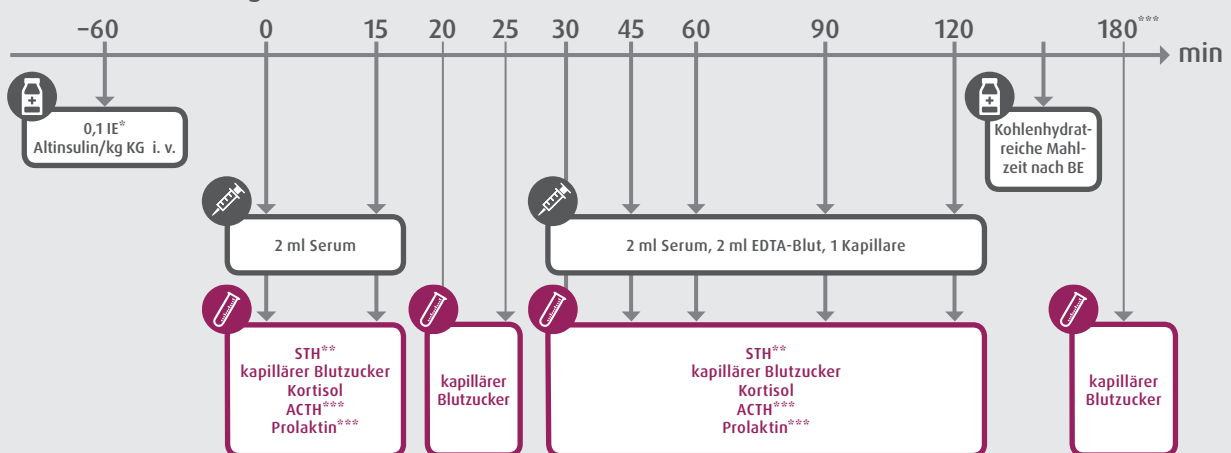 -60 0 15 20 25 30 45 60 90 120 180***
min
0,1 IE*
Altinsulin/kg KG i. v.
Kohlenhydrat-
reiche Mahl-
zeit nach BE
2 ml Serum
2 ml Serum, 2 ml EDTA-Blut, 1 Kapillare
STH**
kapillärer Blutzucker
Kortisol
ACTH***
Prolaktin***
kapillärer
Blutzucker
STH**
kapillärer Blutzucker
Kortisol
ACTH***
Prolaktin***
kapillärer
Blutzucker